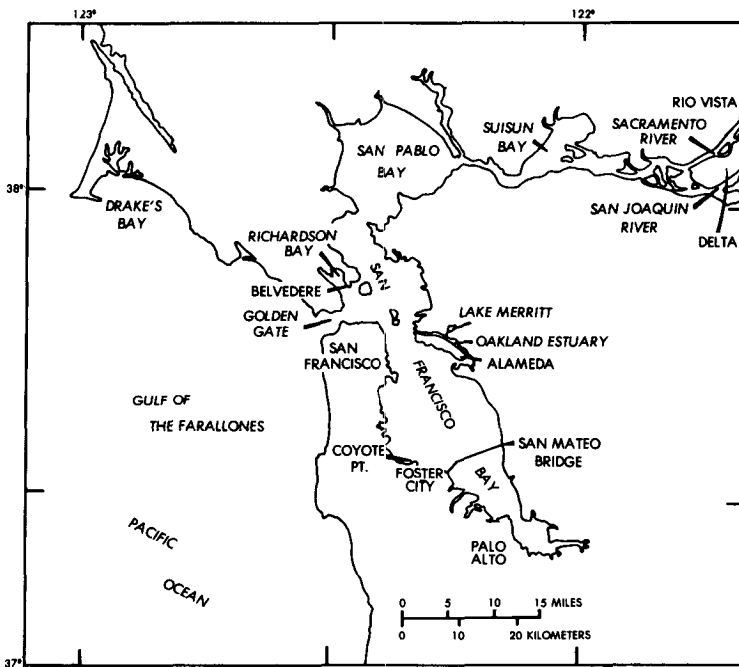 123°
122°
RIO VISTA
SUISUN
BAY
SACRAMENTO
RIVER
SAN PABLO
BAY
38°
DRAKE'S
BAY
SAN JOAQUIN
RIVER
RICHARDSON
BAY
DELTA
SAN
BELVEDERE
GOLDEN
GATE
LAKE MERRITT
OAKLAND ESTUARY
SAN
FRANCISCO
ALAMEDA
FRANCISCO
GULF OF
THE FARALLONES
SAN MATEO
BRIDGE
COYOTE
PT.
FOSTER
CITY
BAY
PACIFIC
OCEAN
PALO
ALTO
0 5 10 15 MILES
0 10 20 KILOMETERS
37°